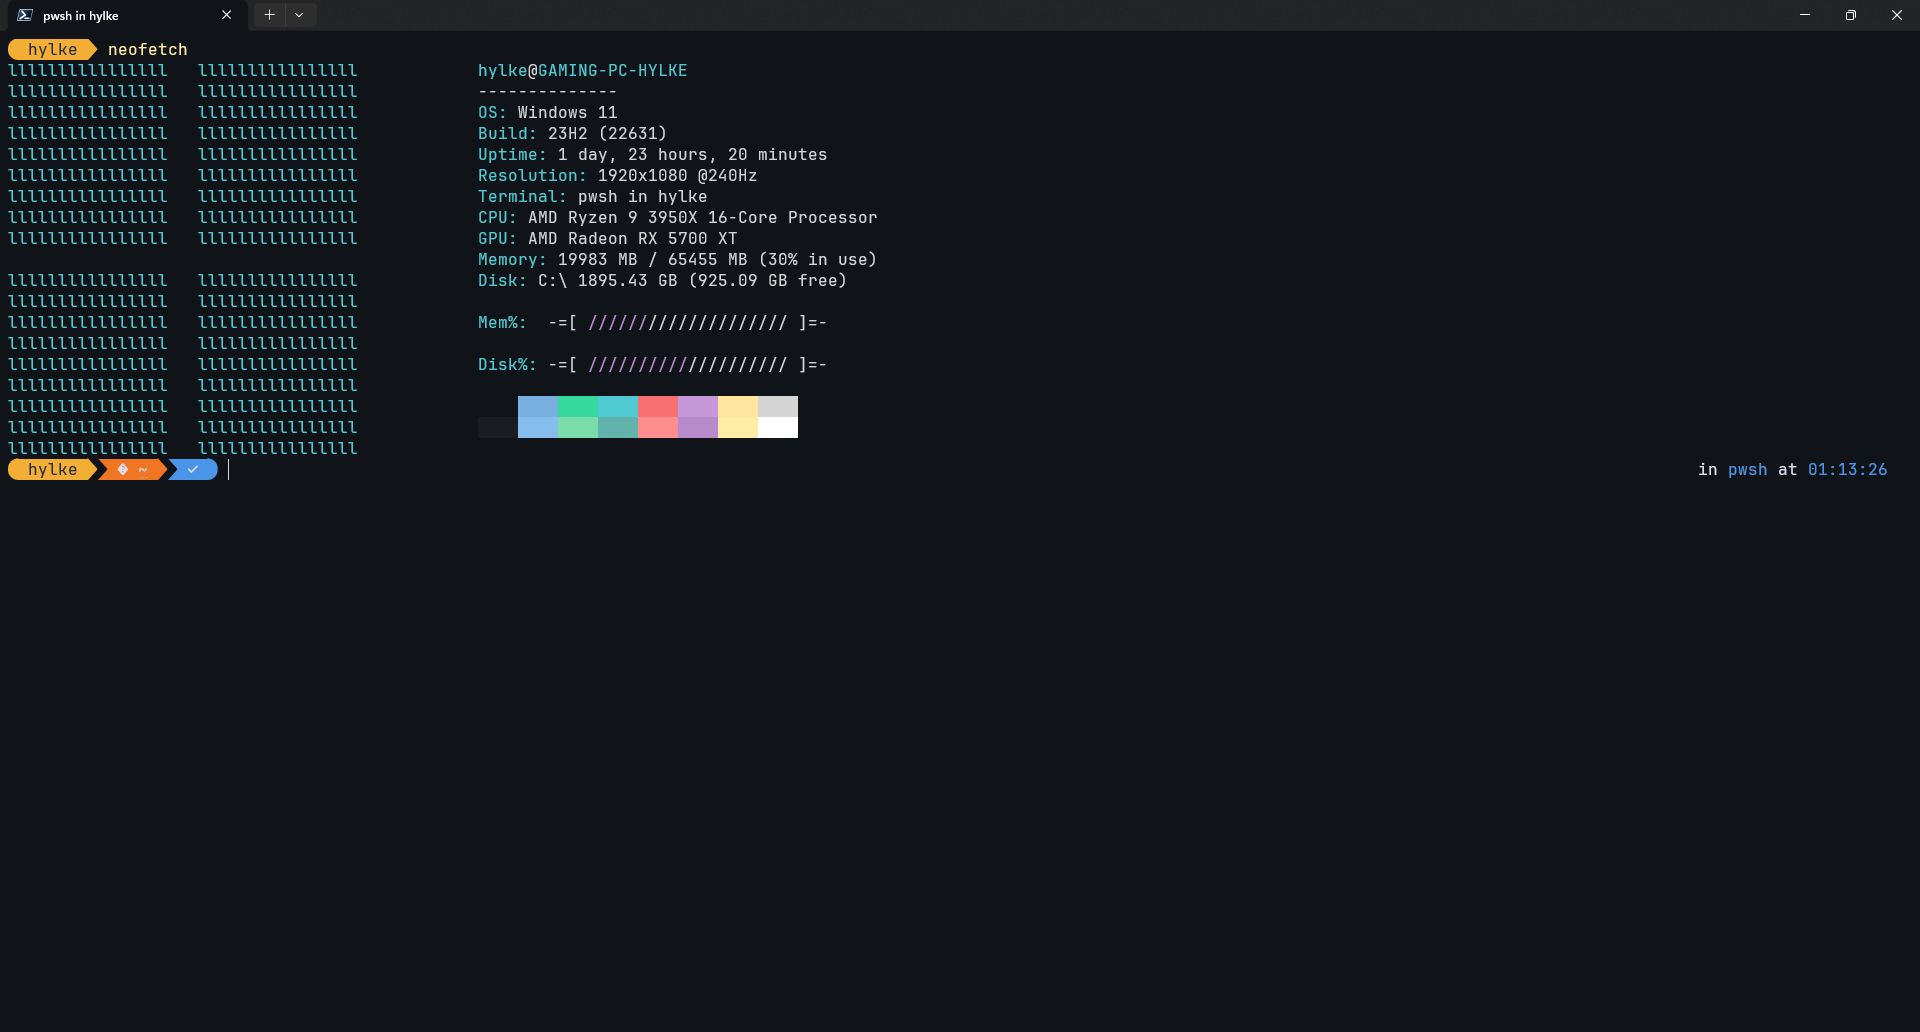 pwsh in hylke
hylke neofetch
llllllllllllllll   llllllllllllllll   hylke@GAMING-PC-HYLKE
llllllllllllllll   llllllllllllllll   --------------
llllllllllllllll   llllllllllllllll   OS: Windows 11
llllllllllllllll   llllllllllllllll   Build: 23H2 (22631)
llllllllllllllll   llllllllllllllll   Uptime: 1 day, 23 hours, 20 minutes
llllllllllllllll   llllllllllllllll   Resolution: 1920x1080 @240Hz
llllllllllllllll   llllllllllllllll   Terminal: pwsh in hylke
llllllllllllllll   llllllllllllllll   CPU: AMD Ryzen 9 3950X 16-Core Processor
llllllllllllllll   llllllllllllllll   GPU: AMD Radeon RX 5700 XT
Memory: 19983 MB / 65455 MB (30% in use)
llllllllllllllll   llllllllllllllll   Disk: C:\ 1895.43 GB (925.09 GB free)
llllllllllllllll   llllllllllllllll
llllllllllllllll   llllllllllllllll   Mem%:  -=[ //////////////////// ]=-
llllllllllllllll   llllllllllllllll
llllllllllllllll   llllllllllllllll   Disk%: -=[ //////////////////// ]=-
llllllllllllllll   llllllllllllllll
llllllllllllllll   llllllllllllllll
llllllllllllllll   llllllllllllllll
llllllllllllllll   llllllllllllllll
hylke � ~ ✓ in pwsh at 01:13:26